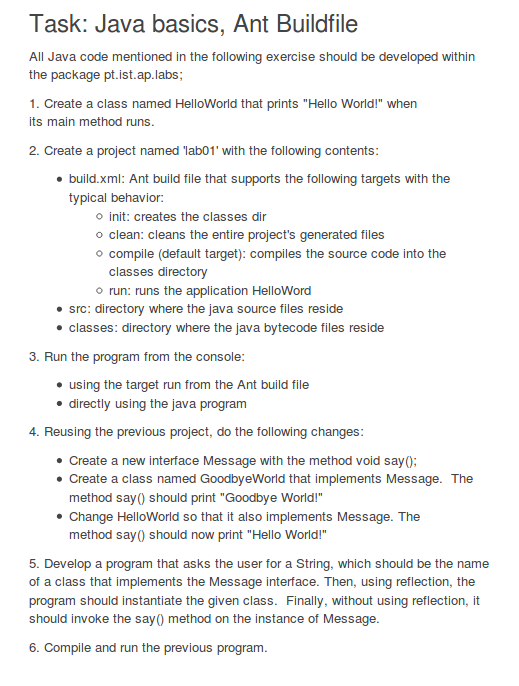 Task: Java basics, Ant Buildfile
All Java code mentioned in the following exercise should be developed within
the package pt.ist.ap.labs;
1. Create a class named HelloWorld that prints "Hello World!" when
its main method runs.
2. Create a project named 'lab01' with the following contents:
• build.xml: Ant build file that supports the following targets with the
typical behavior:
○ init: creates the classes dir
○ clean: cleans the entire project's generated files
○ compile (default target): compiles the source code into the
classes directory
○ run: runs the application HelloWord
• src: directory where the java source files reside
• classes: directory where the java bytecode files reside
3. Run the program from the console:
• using the target run from the Ant build file
• directly using the java program
4. Reusing the previous project, do the following changes:
• Create a new interface Message with the method void say();
• Create a class named GoodbyeWorld that implements Message.  The
method say() should print "Goodbye World!"
• Change HelloWorld so that it also implements Message. The
method say() should now print "Hello World!"
5. Develop a program that asks the user for a String, which should be the name
of a class that implements the Message interface. Then, using reflection, the
program should instantiate the given class.  Finally, without using reflection, it
should invoke the say() method on the instance of Message.
6. Compile and run the previous program.